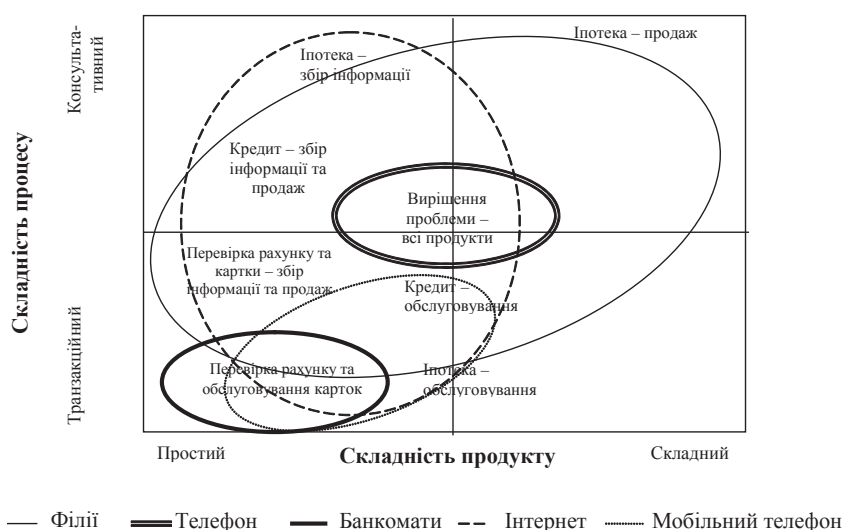 Іпотека – продаж
Іпотека –
збір інформації
Консульта-
тивний
Кредит – збір
інформації та
продаж
Вирішення
проблеми –
всі продукти
Складність процесу
Перевірка рахунку та
картки – збір
інформації та продаж
Кредит –
обслуговування
Транзакційний
Перевірка рахунку та
обслуговування карток
Іпотека –
обслуговування
Простий
Складність продукту
Складний
Філії
Телефон
Банкомати
Інтернет
Мобільний телефон